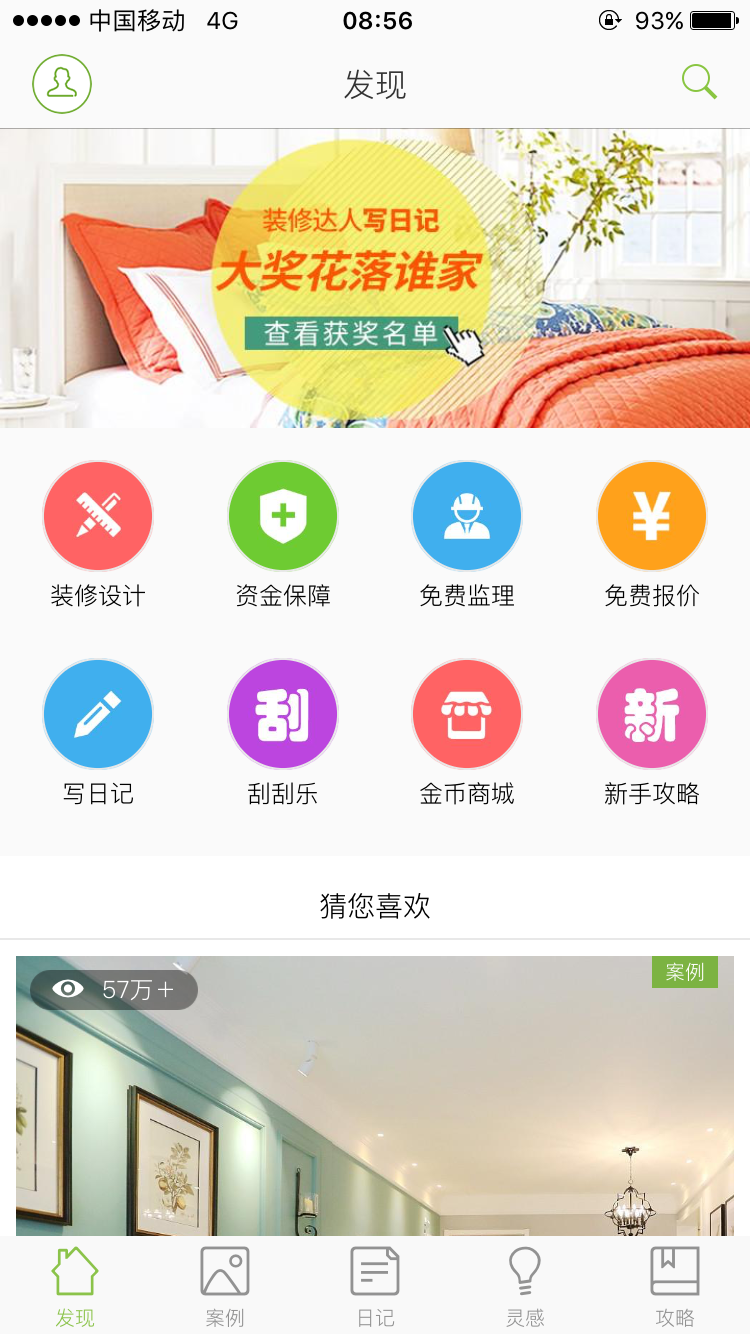 中国移动 4G 08:56 93%
发现
装修达人写日记
大奖花落谁家
查看获奖名单
¥
装修设计 资金保障 免费监理 免费报价
刮 新
写日记 刮刮乐 金币商城 新手攻略
猜您喜欢
57万+ 案例
发现 案例 日记 灵感 攻略